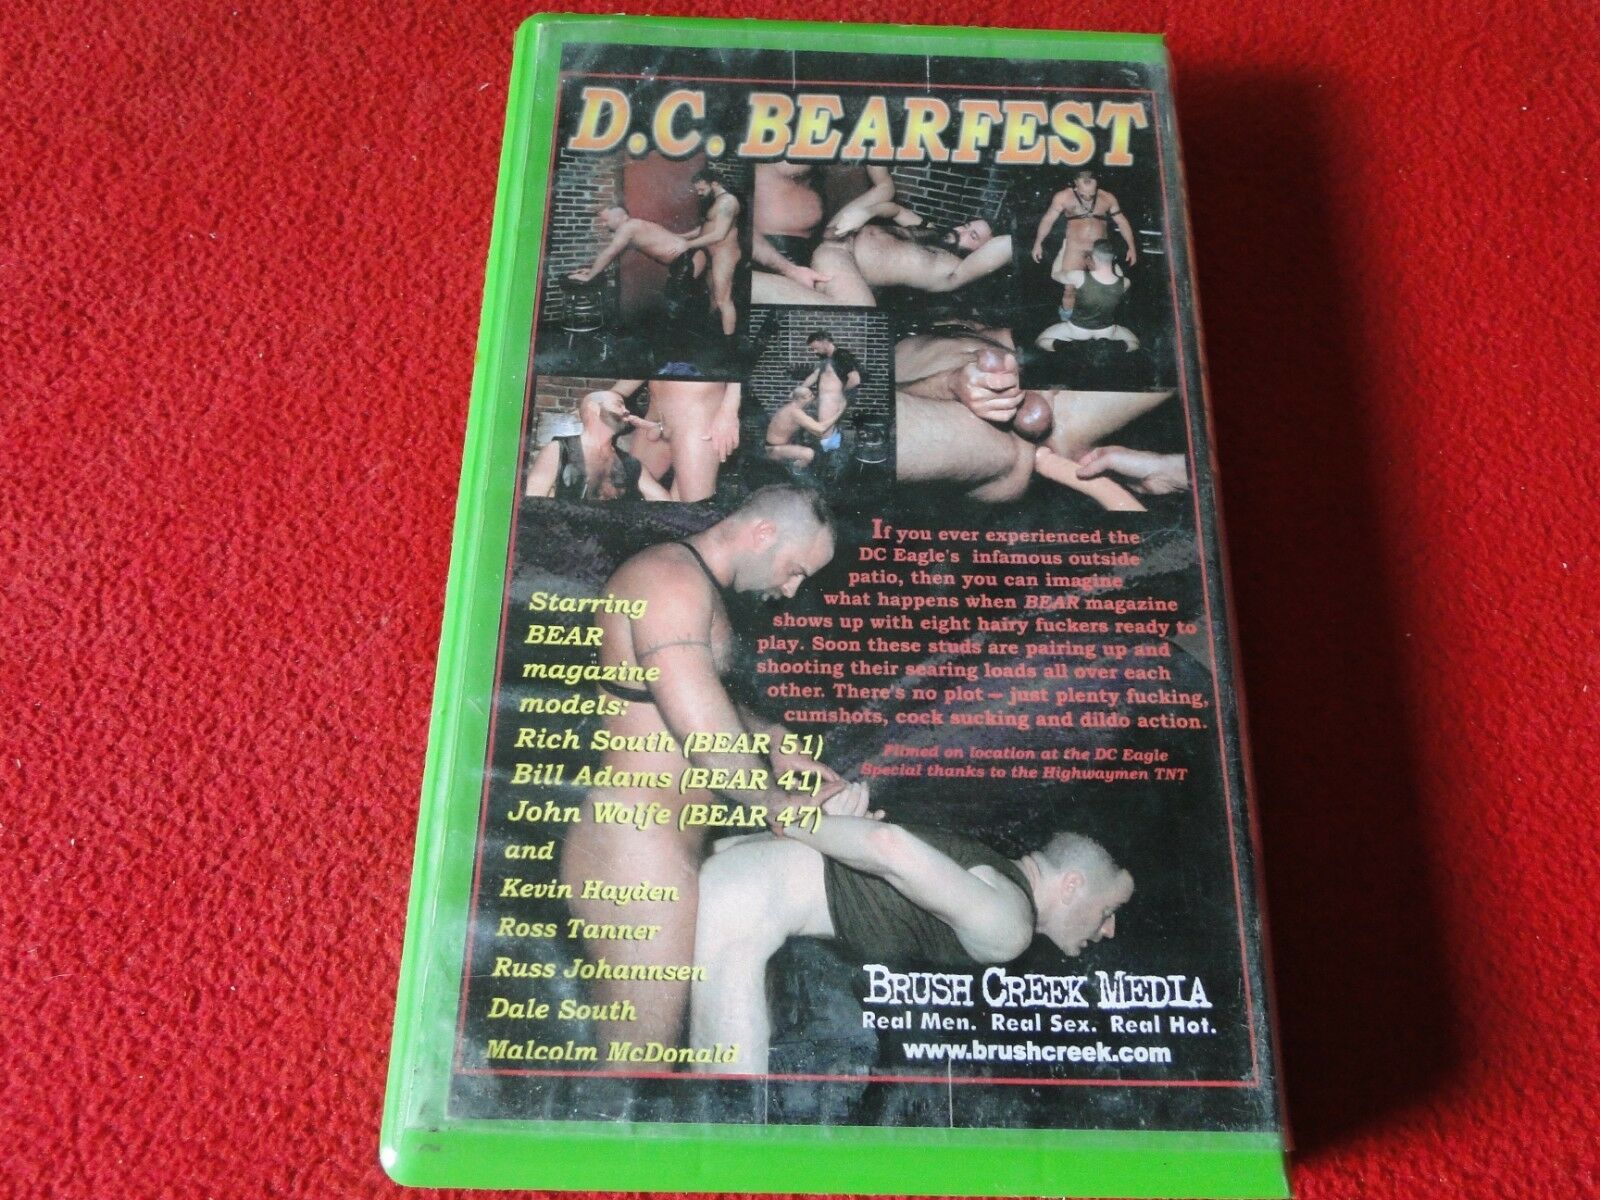 D.C. BEARFEST
If you ever experienced the
DC Eagle's infamous outside
patio, then you can imagine
what happens when BEAR magazine
shows up with eight hairy fuckers ready to
play. Soon these studs are pairing up and
shooting their searing loads all over each
other. There's no plot — just plenty fucking,
cumshots, cock sucking and dildo action.
Filmed on location at the DC Eagle
Special thanks to the Highwaymen TNT
Starring
BEAR
magazine
models:
Rich South (BEAR 51)
Bill Adams (BEAR 41)
John Wolfe (BEAR 47)
and
Kevin Hayden
Ross Tanner
Russ Johannsen
Dale South
Malcolm McDonald
BRUSH CREEK MEDIA
Real Men. Real Sex. Real Hot.
www.brushcreek.com